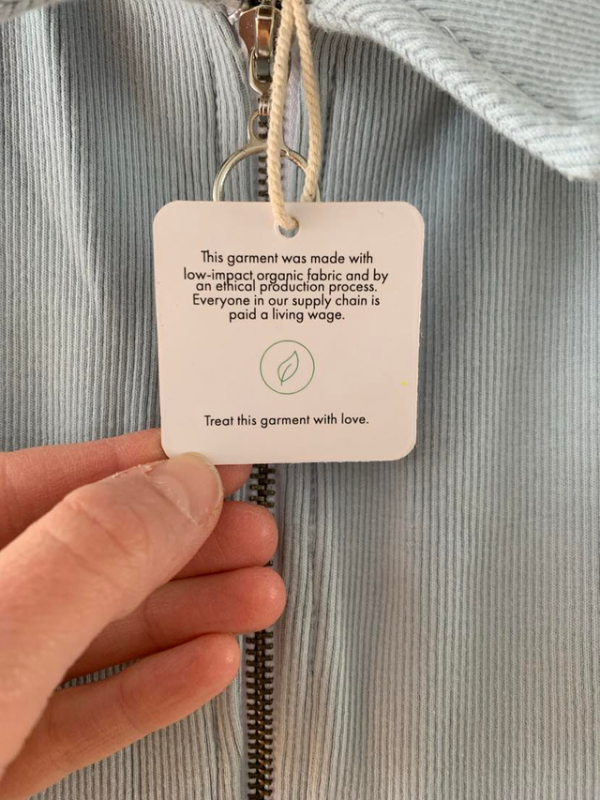 This garment was made with
low-impact organic fabric and by
an ethical production process.
Everyone in our supply chain is
paid a living wage.
Treat this garment with love.